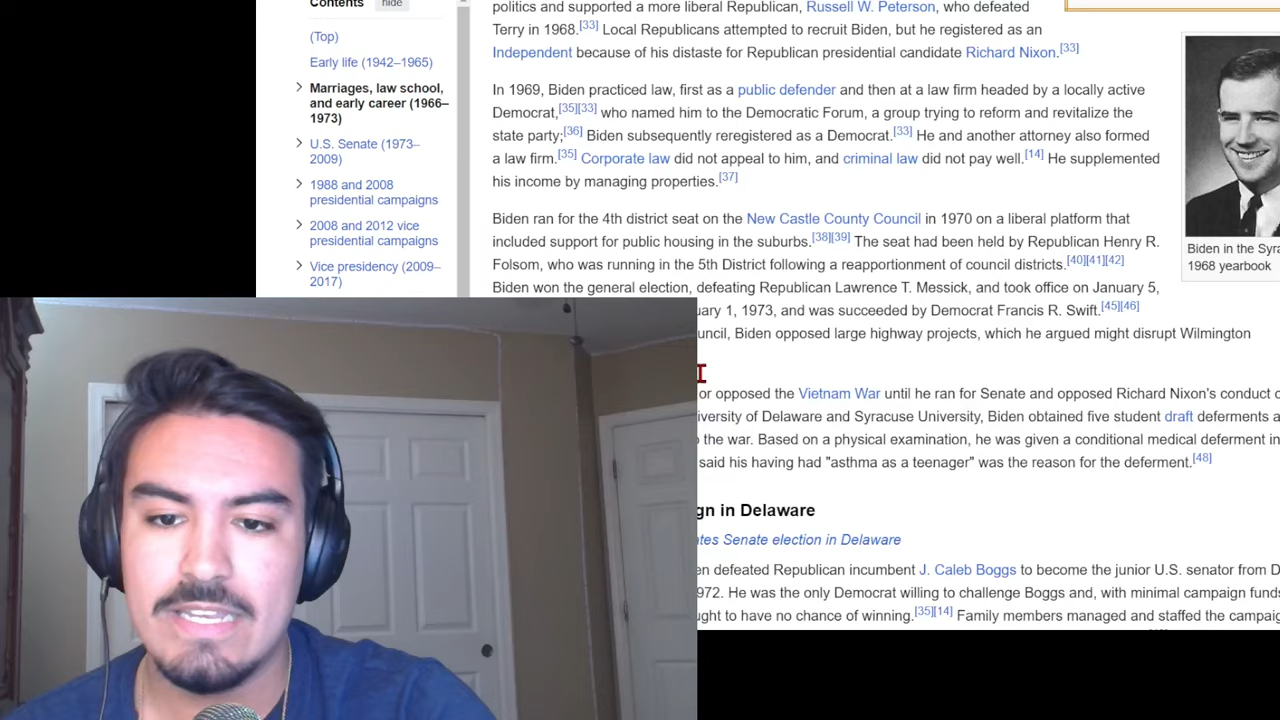 Contents hide
(Top)
Early life (1942–1965)
Marriages, law school,
and early career (1966–
1973)
U.S. Senate (1973–
2009)
1988 and 2008
presidential campaigns
2008 and 2012 vice
presidential campaigns
Vice presidency (2009–
2017)
politics and supported a more liberal Republican, Russell W. Peterson, who defeated
Terry in 1968.[33] Local Republicans attempted to recruit Biden, but he registered as an
Independent because of his distaste for Republican presidential candidate Richard Nixon.[33]
In 1969, Biden practiced law, first as a public defender and then at a law firm headed by a locally active
Democrat,[35][33] who named him to the Democratic Forum, a group trying to reform and revitalize the
state party;[36] Biden subsequently reregistered as a Democrat.[33] He and another attorney also formed
a law firm.[35] Corporate law did not appeal to him, and criminal law did not pay well.[14] He supplemented
his income by managing properties.[37]
Biden ran for the 4th district seat on the New Castle County Council in 1970 on a liberal platform that
included support for public housing in the suburbs.[38][39] The seat had been held by Republican Henry R.
Folsom, who was running in the 5th District following a reapportionment of council districts.[40][41][42]
Biden won the general election, defeating Republican Lawrence T. Messick, and took office on January 5,
uary 1, 1973, and was succeeded by Democrat Francis R. Swift.[45][46]
uncil, Biden opposed large highway projects, which he argued might disrupt Wilmington
or opposed the Vietnam War until he ran for Senate and opposed Richard Nixon's conduct o
iversity of Delaware and Syracuse University, Biden obtained five student draft deferments a
o the war. Based on a physical examination, he was given a conditional medical deferment in
said his having had "asthma as a teenager" was the reason for the deferment.[48]
gn in Delaware
ates Senate election in Delaware
en defeated Republican incumbent J. Caleb Boggs to become the junior U.S. senator from D
972. He was the only Democrat willing to challenge Boggs and, with minimal campaign funds
ught to have no chance of winning.[35][14] Family members managed and staffed the campaig
Biden in the Syra
1968 yearbook